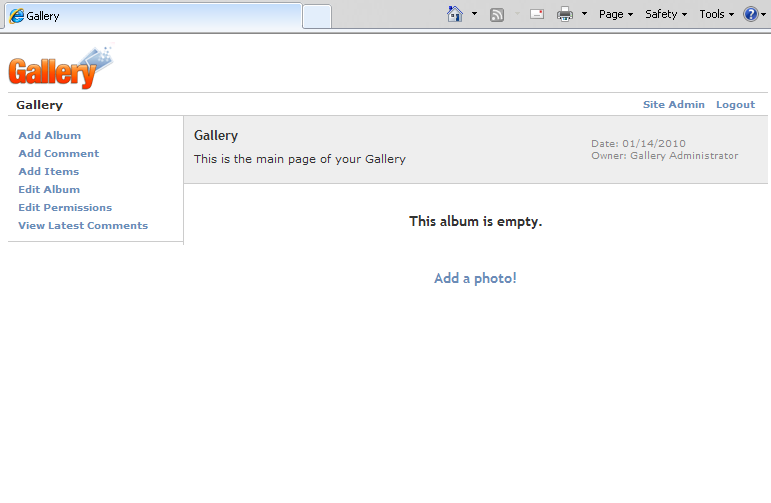 Gallery
Page Safety Tools
Gallery
Gallery
Site Admin Logout
Add Album
Add Comment
Add Items
Edit Album
Edit Permissions
View Latest Comments
Gallery
This is the main page of your Gallery
Date: 01/14/2010
Owner: Gallery Administrator
This album is empty.
Add a photo!